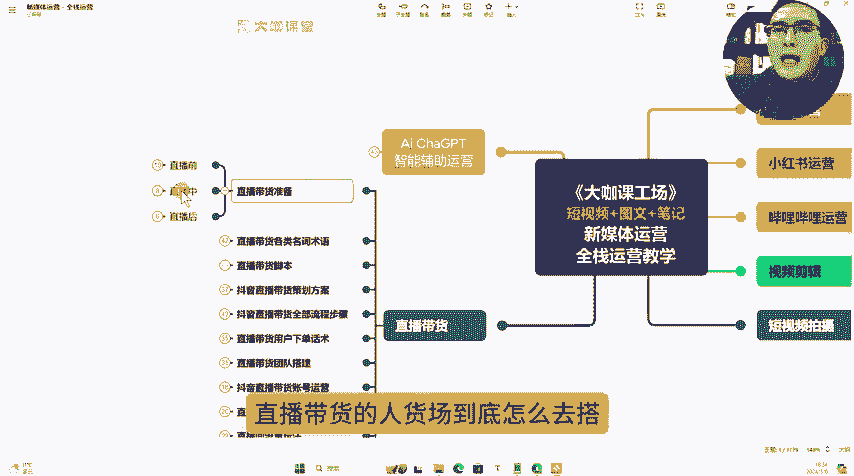 新媒体运营 - 全栈运营
大咖课堂
AI ChaGPT
智能辅助运营
直播前
直播中
直播后
直播带货准备
直播带货各类名词术语
直播带货脚本
抖音直播带货策划方案
抖音直播带货全部流程步骤
直播带货用户下单话术
直播带货团队搭建
抖音直播带货账号运营
直播带货
《大咖课工场》
短视频+图文+笔记
新媒体运营
全栈运营教学
小红书运营
哔哩哔哩运营
视频剪辑
短视频拍摄
直播带货的人货场到底怎么去搭